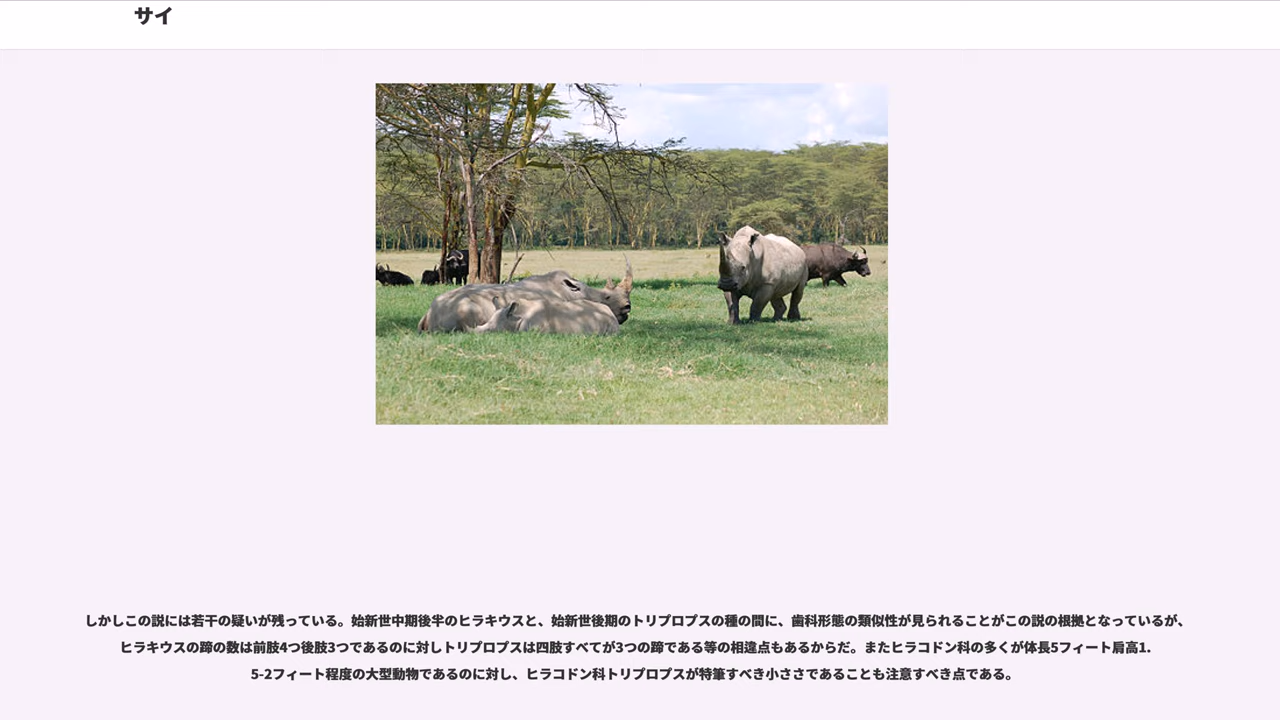 サイ
しかしこの説には若干の疑いが残っている。始新世中期後半のヒラキウスと、始新世後期のトリプロプスの種の間に、歯科形態の類似性が見られることがこの説の根拠となっているが、
ヒラキウスの蹄の数は前肢4つ後肢3つであるのに対しトリプロプスは四肢すべてが3つの蹄である等の相違点もあるからだ。またヒラコドン科の多くが体長5フィート肩高1.
5-2フィート程度の大型動物であるのに対し、ヒラコドン科トリプロプスが特筆すべき小ささであることも注意すべき点である。